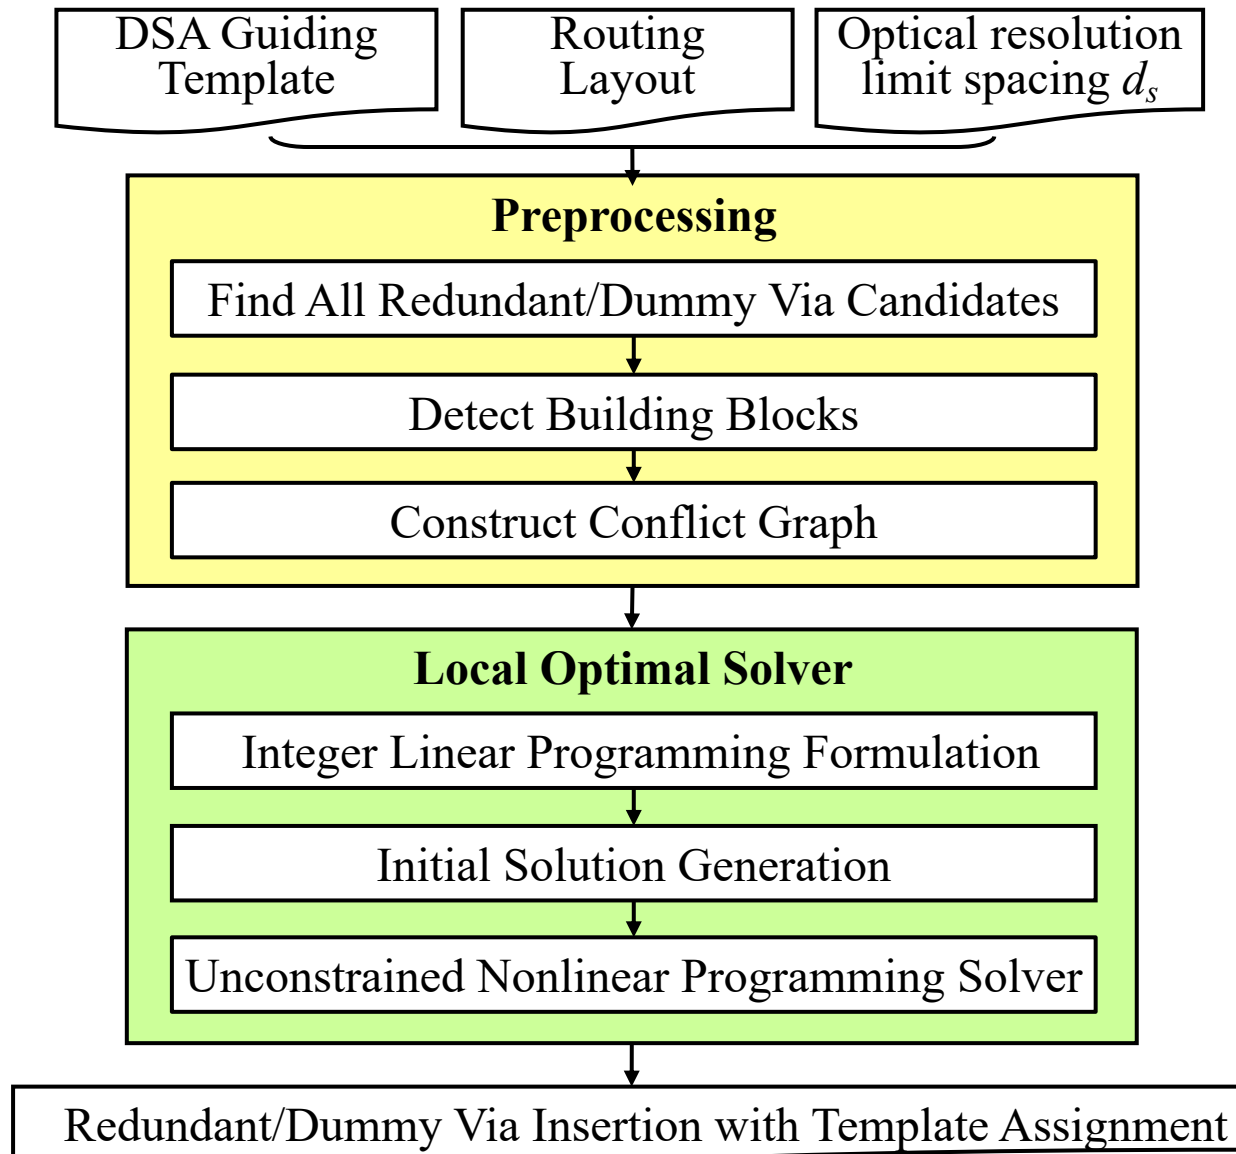 DSA Guiding
Template
Routing
Layout
Optical resolution
limit spacing dₛ
Preprocessing
Find All Redundant/Dummy Via Candidates
Detect Building Blocks
Construct Conflict Graph
Local Optimal Solver
Integer Linear Programming Formulation
Initial Solution Generation
Unconstrained Nonlinear Programming Solver
Redundant/Dummy Via Insertion with Template Assignment